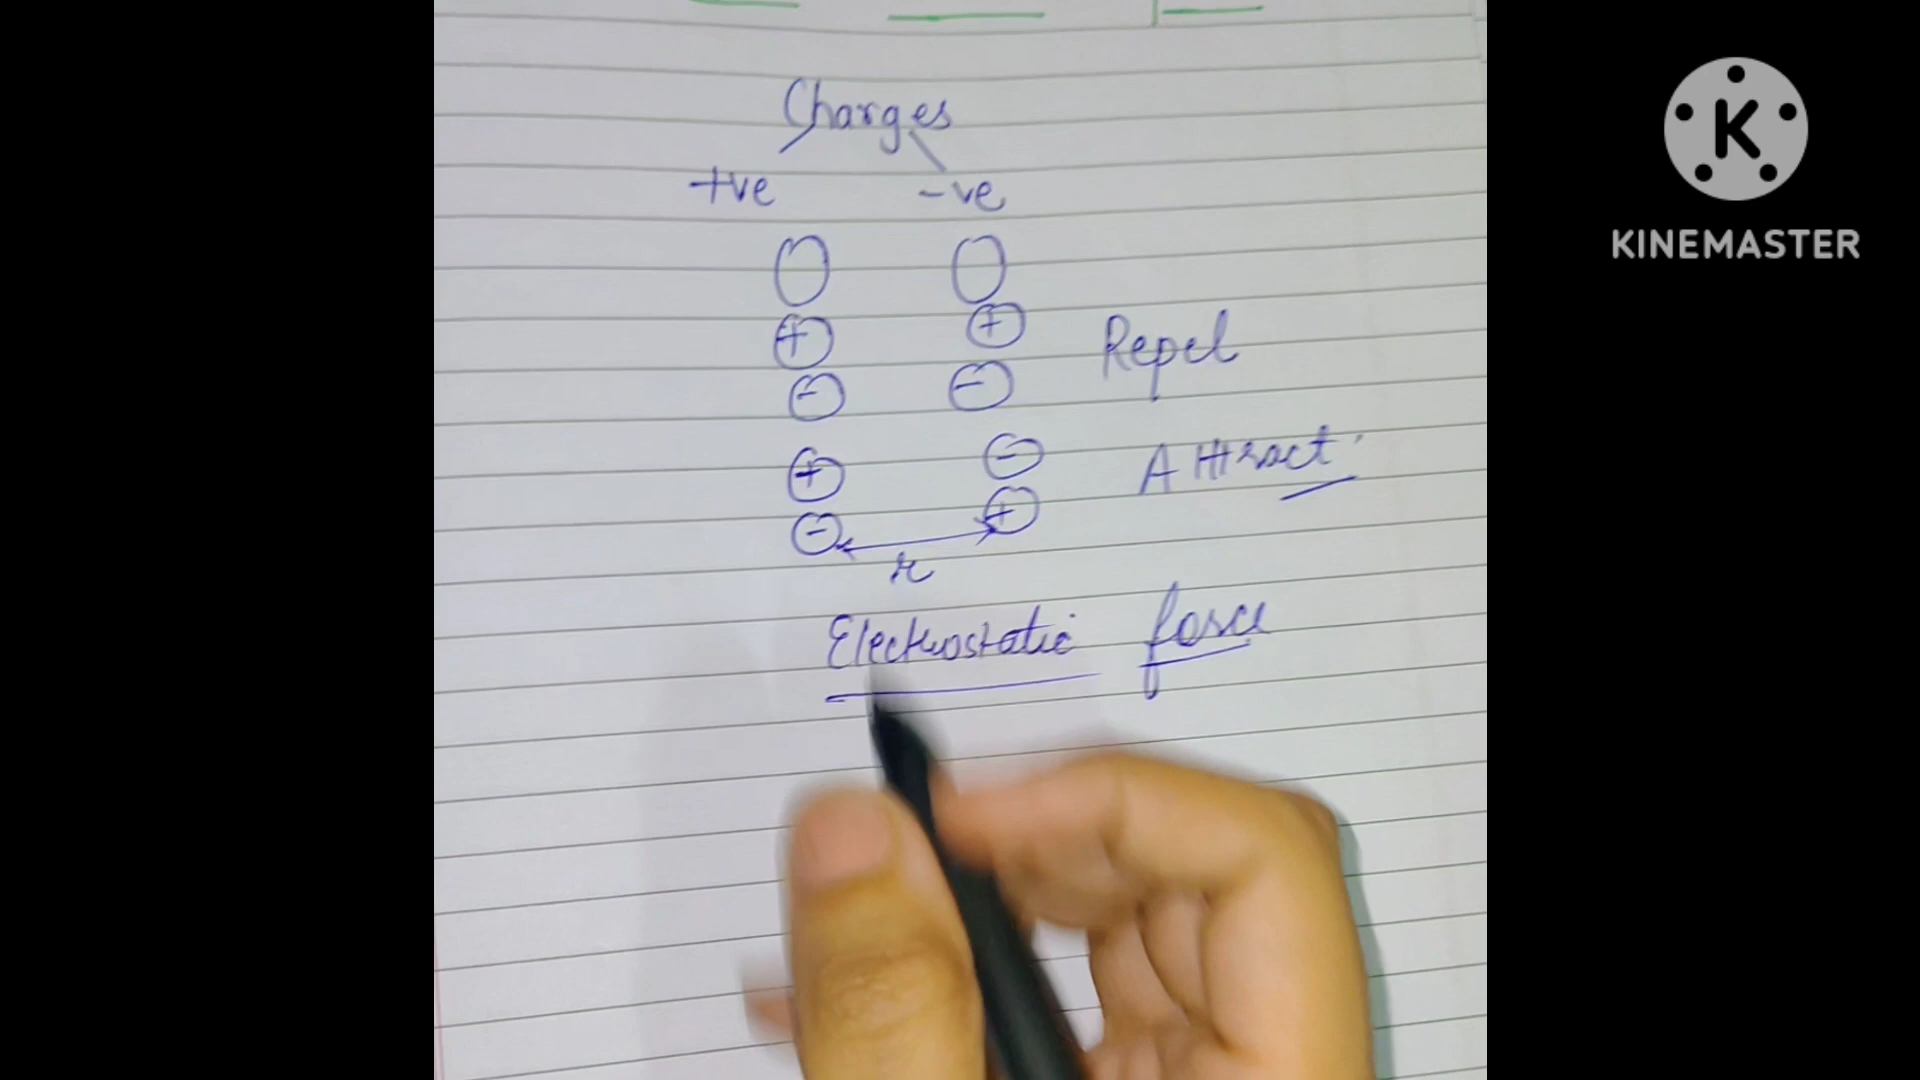 Charges
+ve -ve
+ + Repel
- -
+ - Attract
- +
r
Electrostatic force
K
KINEMASTER